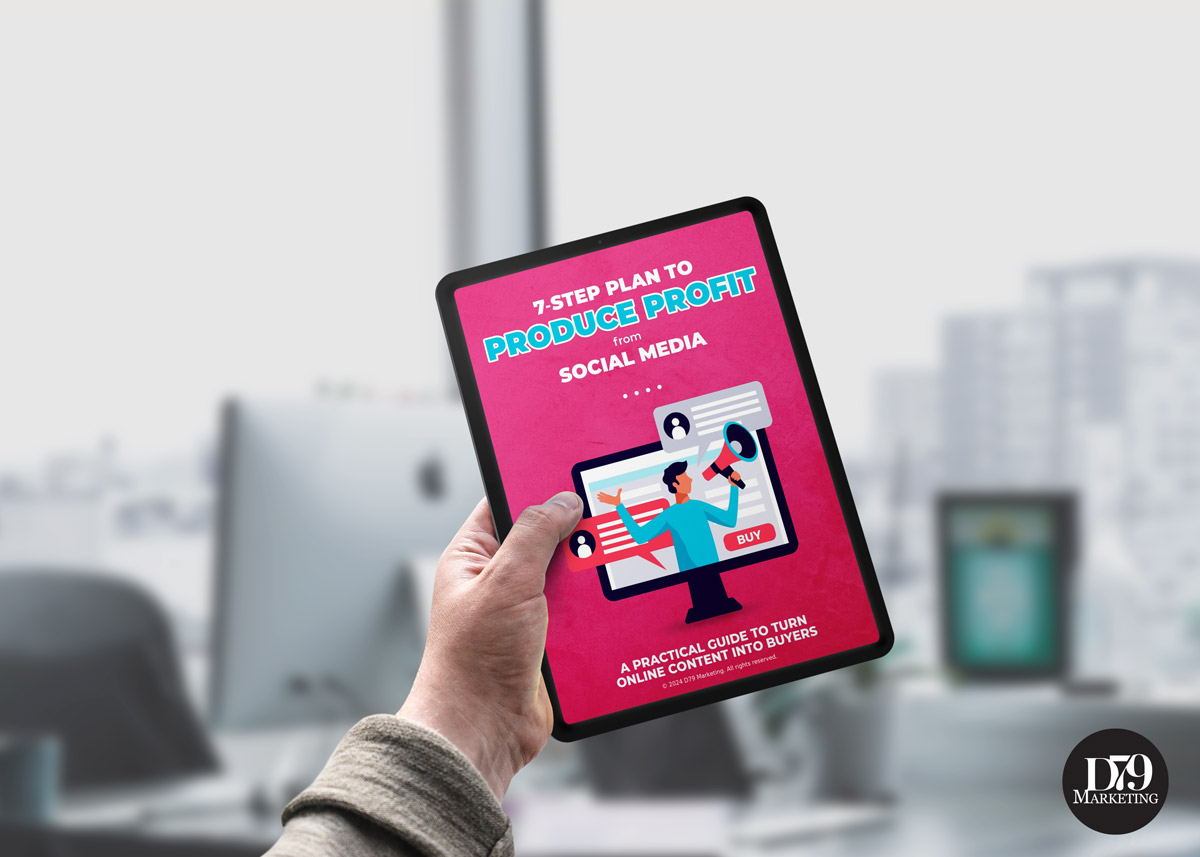 7-STEP PLAN TO
PRODUCE PROFIT
from
SOCIAL MEDIA
BUY
A PRACTICAL GUIDE TO TURN
ONLINE CONTENT INTO BUYERS
© 2024 D79 Marketing. All rights reserved.
D79
MARKETING